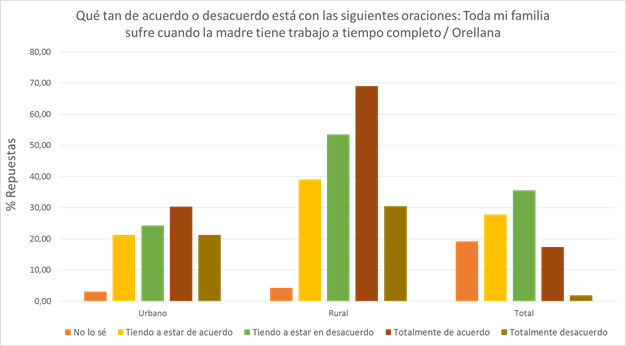 Qué tan de acuerdo o desacuerdo está con las siguientes oraciones: Toda mi familia
sufre cuando la madre tiene trabajo a tiempo completo / Orellana
% Repuestas
80,00
70,00
60,00
50,00
40,00
30,00
20,00
10,00
0,00
Urbano Rural Total
No lo sé Tiendo a estar de acuerdo Tiendo a estar en desacuerdo Totalmente de acuerdo Totalmente desacuerdo